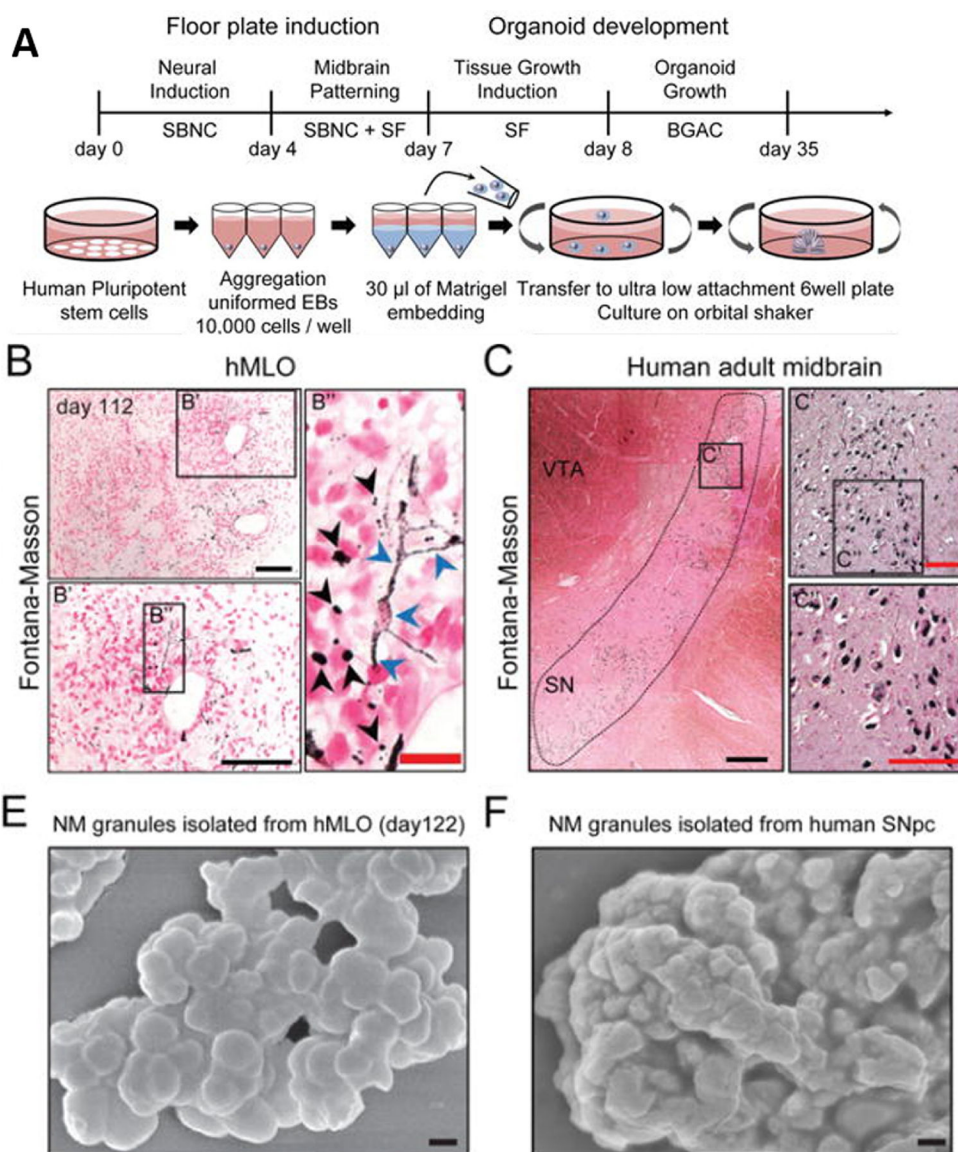 A
Floor plate induction
Organoid development
Neural
Induction
Midbrain
Patterning
Tissue Growth
Induction
Organoid
Growth
SBNC
SBNC + SF
SF
BGAC
day 0
day 4
day 7
day 8
day 35
Human Pluripotent
stem cells
Aggregation
uniformed EBs
10,000 cells / well
30 µl of Matrigel
embedding
Transfer to ultra low attachment 6well plate
Culture on orbital shaker
B
hMLO
Fontana-Masson
day 112
B'
B'
B''
B''
C
Human adult midbrain
Fontana-Masson
VTA
C'
SN
C'
C''
C''
E
NM granules isolated from hMLO (day122)
F
NM granules isolated from human SNpc